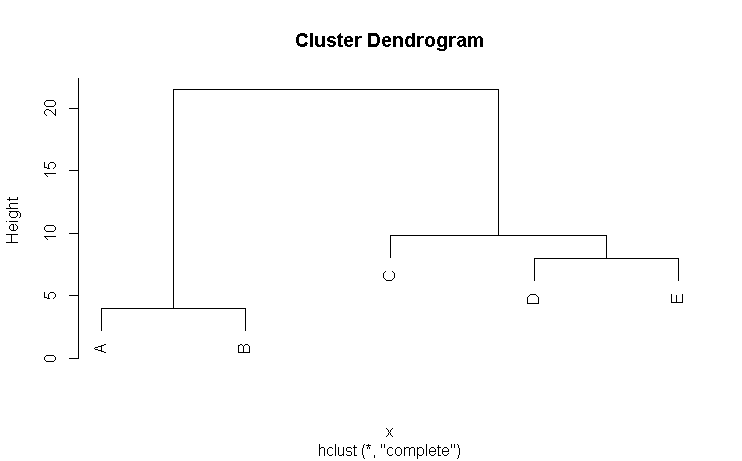 Cluster Dendrogram
Height
20
15
10
5
0
C
D
E
A
B
x
hclust (*, "complete")